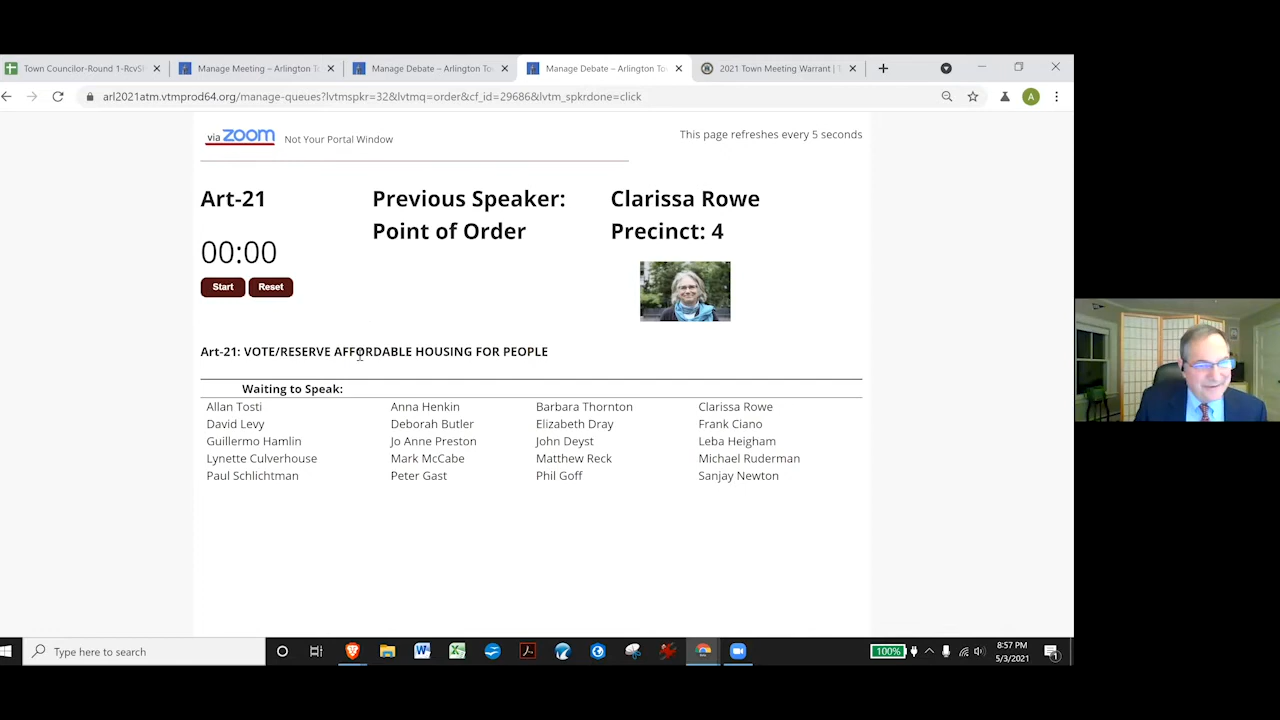 Town Councilor-Round 1-RcvS
Manage Meeting – Arlington To
Manage Debate – Arlington To
Manage Debate – Arlington To
2021 Town Meeting Warrant | T
arl2021atm.vtmprod64.org/manage-queues?lvtmspkr=32&lvtmq=order&cf_id=29686&lvtm_spkrdone=click
A
via zoom Not Your Portal Window
This page refreshes every 5 seconds
Art-21 Previous Speaker: Clarissa Rowe
Point of Order Precinct: 4
00:00
Start Reset
Art-21: VOTE/RESERVE AFFORDABLE HOUSING FOR PEOPLE
Waiting to Speak:
Allan Tosti Anna Henkin Barbara Thornton Clarissa Rowe
David Levy Deborah Butler Elizabeth Dray Frank Ciano
Guillermo Hamlin Jo Anne Preston John Deyst Leba Heigham
Lynette Culverhouse Mark McCabe Matthew Reck Michael Ruderman
Paul Schlichtman Peter Gast Phil Goff Sanjay Newton
Type here to search
100%
8:57 PM
5/3/2021
1